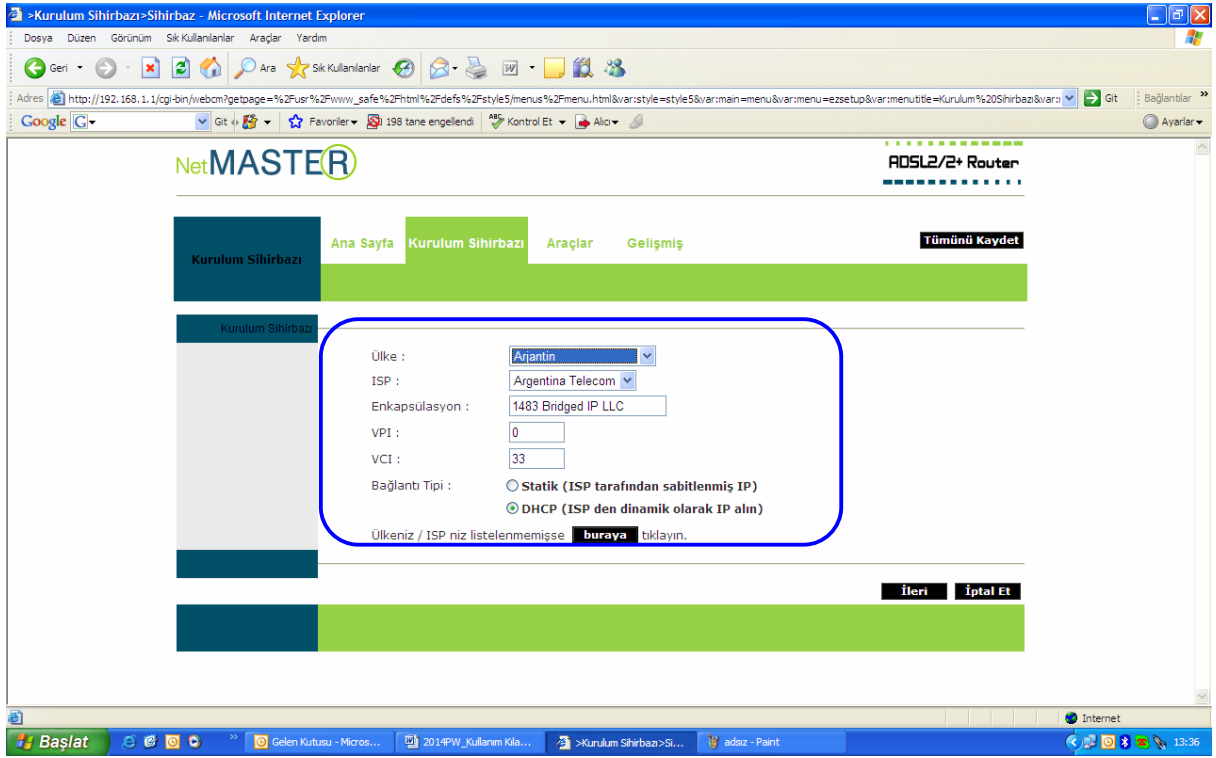 >Kurulum Sihirbazı>Sihirbaz - Microsoft Internet Explorer
Dosya Düzen Görünüm Sık Kullanılanlar Araçlar Yardım
Geri Ara Sık Kullanılanlar
Adres http://192.168.1.1/cgi-bin/webcm?getpage=%2Fusr%2Fwww_safe%2Fhtml%2Fdefs%2Fstyle5/menus%2Fmenu.html&var:style=style5&var:main=menu&var:menu=ezsetup&var:menutitle=Kurulum%20Sihirbazı&var: Git Bağlantılar »
Google G Git Favoriler 198 tane engellendi ABC Kontrol Et Alıcı Ayarlar
NetMASTER
ADSL2/2+ Router
Ana Sayfa Kurulum Sihirbazı Araçlar Gelişmiş Tümünü Kaydet
Kurulum Sihirbazı
Kurulum Sihirbazı
Ülke : Arjantin
ISP : Argentina Telecom
Enkapsülasyon : 1483 Bridged IP LLC
VPI : 0
VCI : 33
Bağlantı Tipi : Statik (ISP tarafından sabitlenmiş IP)
DHCP (ISP den dinamik olarak IP alın)
Ülkeniz / ISP niz listelenmemişse buraya tıklayın.
İleri İptal Et
Internet
Başlat » Gelen Kutusu - Micros... 2014PW_Kullanım Kıla... >Kurulum Sihirbazı>Si... adsız - Paint 13:36